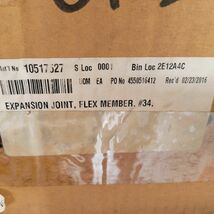 Mat'l No 10517527 S Loc 0001 Bin Loc 2E12A4C
UOM EA PO No 4550516412 Rec'd 02/23/2016
EXPANSION JOINT, FLEX MEMBER, #34,